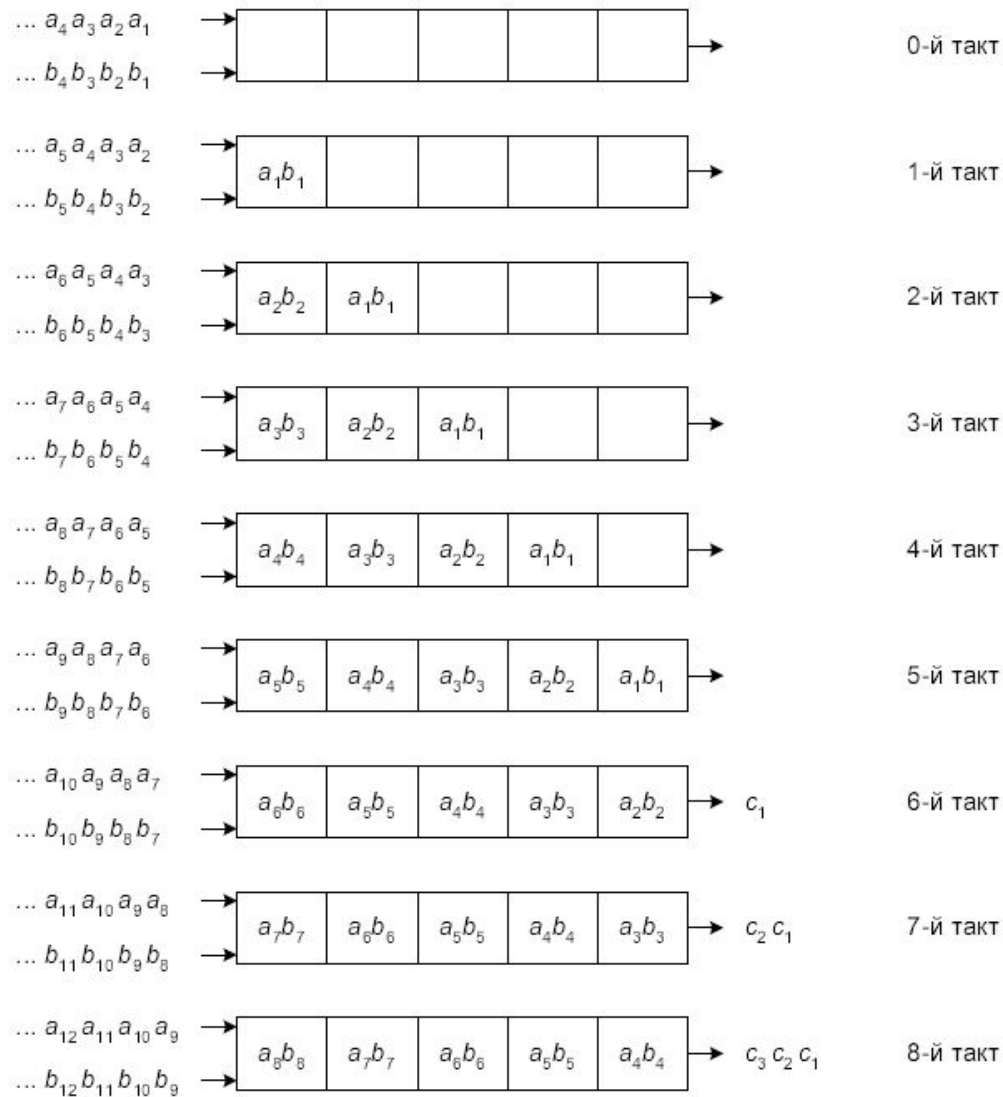 ... a₄ a₃ a₂ a₁
0-й такт
... b₄ b₃ b₂ b₁
... a₅ a₄ a₃ a₂
a₁b₁ 1-й такт
... b₅ b₄ b₃ b₂
... a₆ a₅ a₄ a₃
a₂b₂ a₁b₁ 2-й такт
... b₆ b₅ b₄ b₃
... a₇ a₆ a₅ a₄
a₃b₃ a₂b₂ a₁b₁ 3-й такт
... b₇ b₆ b₅ b₄
... a₈ a₇ a₆ a₅
a₄b₄ a₃b₃ a₂b₂ a₁b₁ 4-й такт
... b₈ b₇ b₆ b₅
... a₉ a₈ a₇ a₆
a₅b₅ a₄b₄ a₃b₃ a₂b₂ a₁b₁ 5-й такт
... b₉ b₈ b₇ b₆
... a₁₀ a₉ a₈ a₇
a₆b₆ a₅b₅ a₄b₄ a₃b₃ a₂b₂ c₁ 6-й такт
... b₁₀ b₉ b₈ b₇
... a₁₁ a₁₀ a₉ a₈
a₇b₇ a₆b₆ a₅b₅ a₄b₄ a₃b₃ c₂ c₁ 7-й такт
... b₁₁ b₁₀ b₉ b₈
... a₁₂ a₁₁ a₁₀ a₉
a₈b₈ a₇b₇ a₆b₆ a₅b₅ a₄b₄ c₃ c₂ c₁ 8-й такт
... b₁₂ b₁₁ b₁₀ b₉